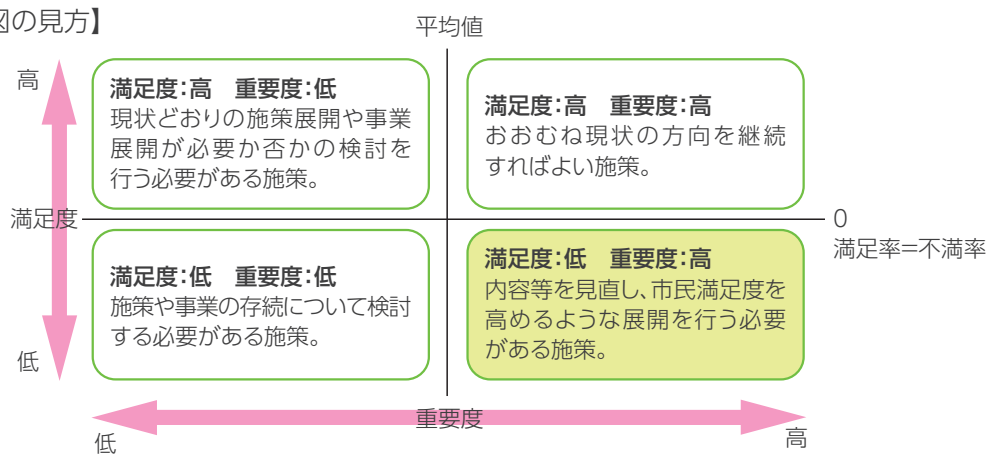 図の見方】
平均値
高
満足度:高 重要度:低
現状どおりの施策展開や事業
展開が必要か否かの検討を
行う必要がある施策。
満足度:高 重要度:高
おおむね現状の方向を継続
すればよい施策。
満足度
0
満足率=不満率
満足度:低 重要度:低
施策や事業の存続について検討
する必要がある施策。
満足度:低 重要度:高
内容等を見直し、市民満足度を
高めるような展開を行う必要
がある施策。
低
重要度
低
高